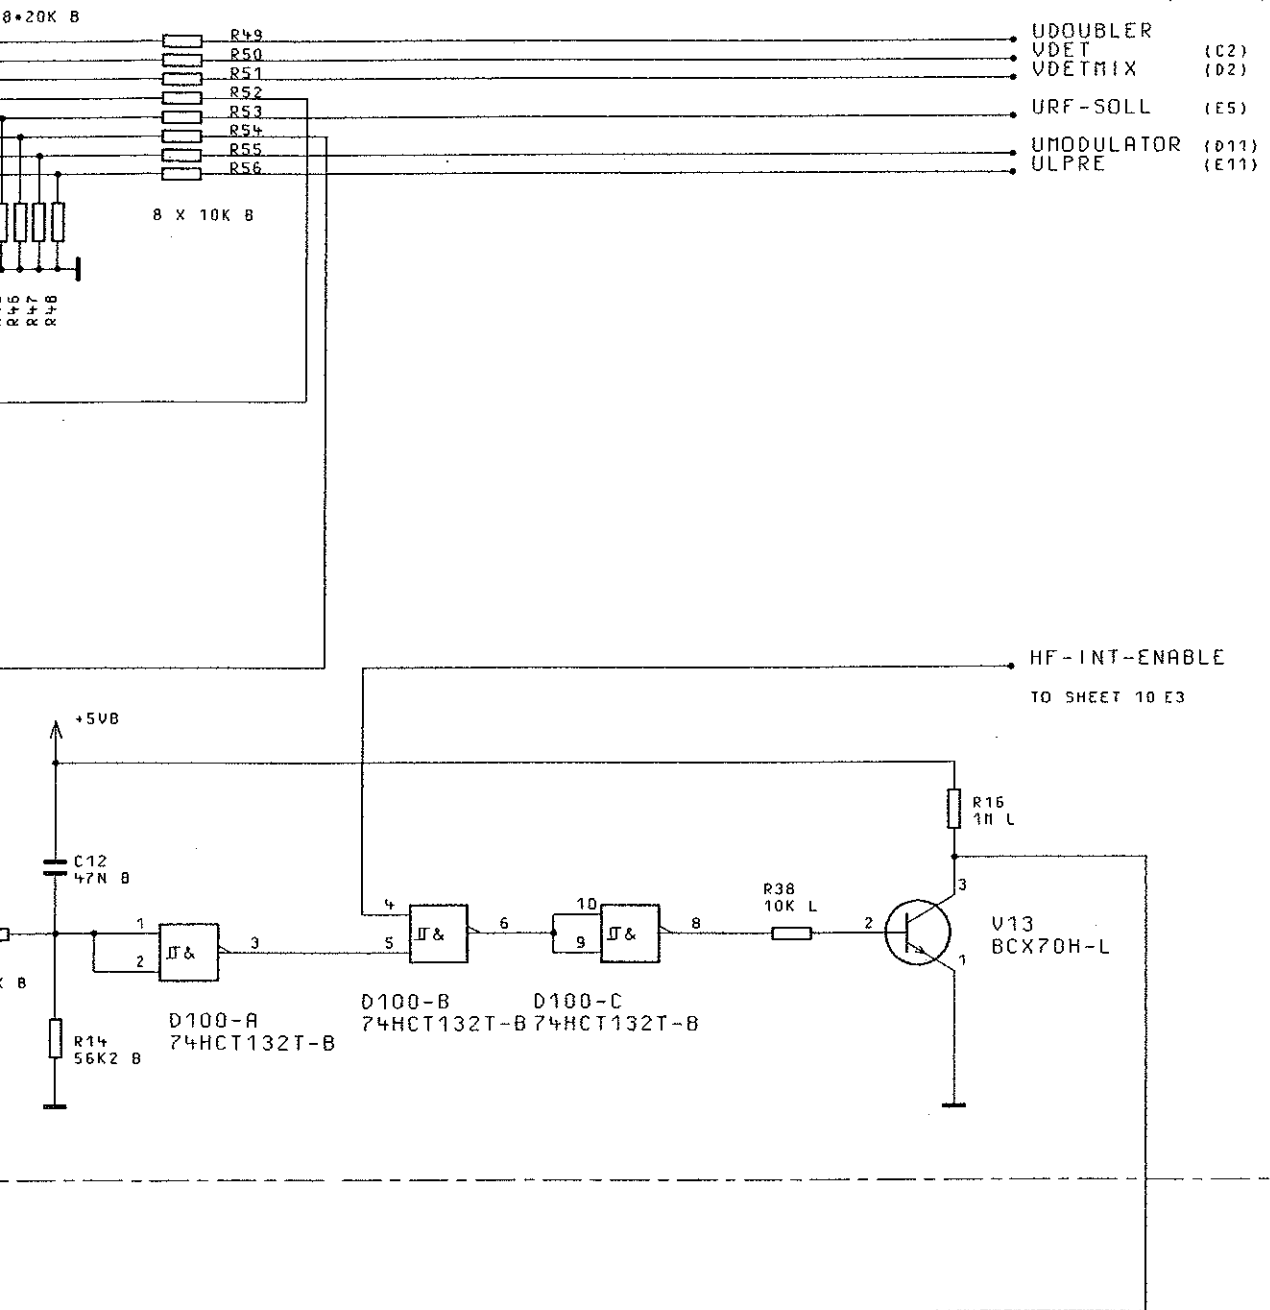 8*20K B
R49
UDOUBLER
R50
VDET (C2)
R51
VDETMIX (D2)
R52
R53
URF-SOLL (E5)
R54
R55
UMODULATOR (D11)
R56
ULPRE (E11)
8 X 10K B
R46
R47
R48
HF-INT-ENABLE
TO SHEET 10 E3
+5VB
R16
1M L
C12
47N B
R38
10K L
1
2
3
&
4
5
6
&
10
9
8
&
2
3
1
V13
BCX70H-L
K B
D100-A
74HCT132T-B
D100-B
74HCT132T-B
D100-C
74HCT132T-B
R14
56K2 B